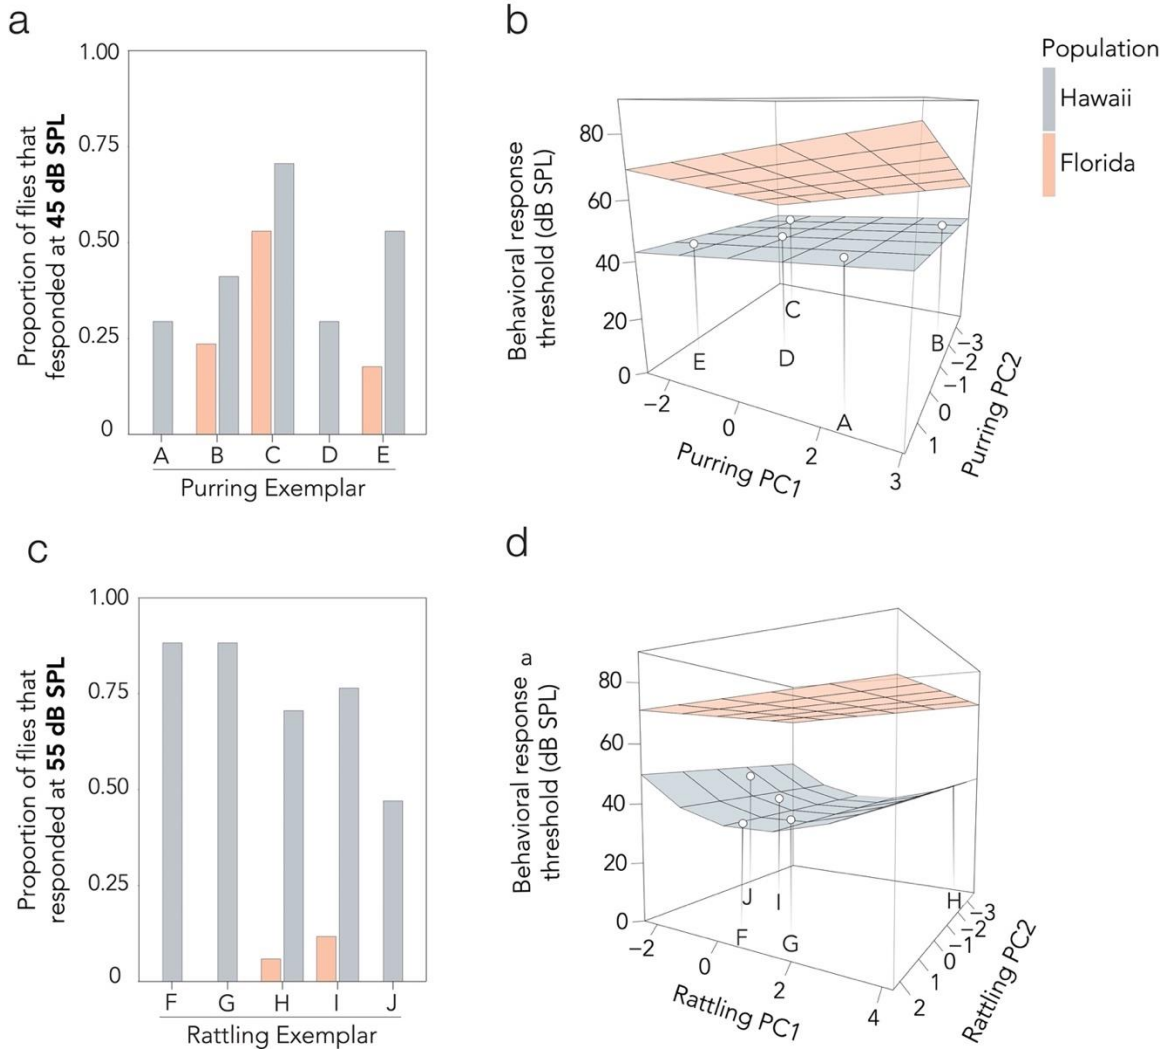 a
1.00
0.75
0.50
0.25
0
Proportion of flies that
fesponded at 45 dB SPL
A B C D E
Purring Exemplar
b
80
60
40
20
0
Behavioral response
threshold (dB SPL)
C
B
E
D
A
−2
0
2
3
Purring PC1
−3
−2
−1
0
1
Purring PC2
Population
Hawaii
Florida
c
1.00
0.75
0.50
0.25
0
Proportion of flies that
responded at 55 dB SPL
F G H I J
Rattling Exemplar
d
80
60
40
20
0
Behavioral response a
threshold (dB SPL)
J
I
H
F
G
−2
0
2
4
Rattling PC1
−3
−2
−1
0
1
2
Rattling PC2